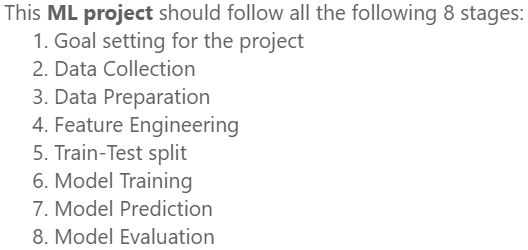 This ML project should follow all the following 8 stages:
1. Goal setting for the project
2. Data Collection
3. Data Preparation
4. Feature Engineering
5. Train-Test split
6. Model Training
7. Model Prediction
8. Model Evaluation